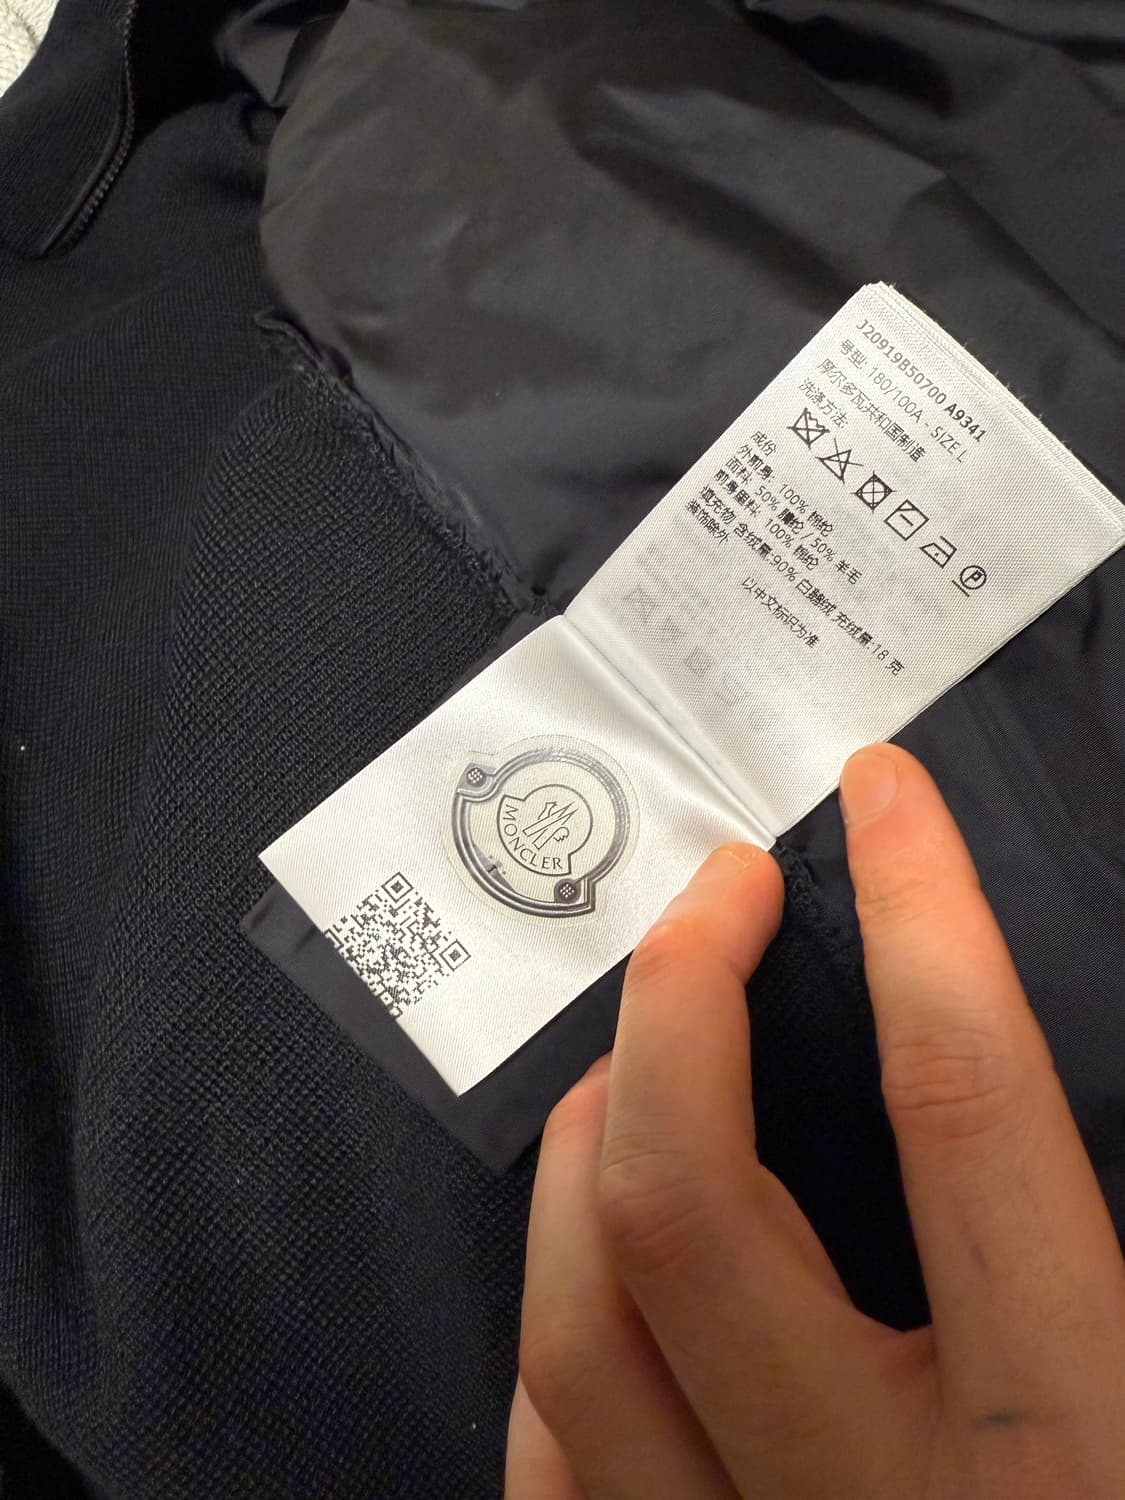 J20919B50700 A9341
号型: 180/100A - SIZE L
摩尔多瓦共和国制造
洗涤方法:
成份
外前身: 100% 锦纶
面料: 50% 腈纶 / 50% 羊毛
前身里料: 100% 锦纶
填充物 含绒量:90% 白鹅绒 充绒量:18 克
装饰除外
以中文标识为准
MONCLER